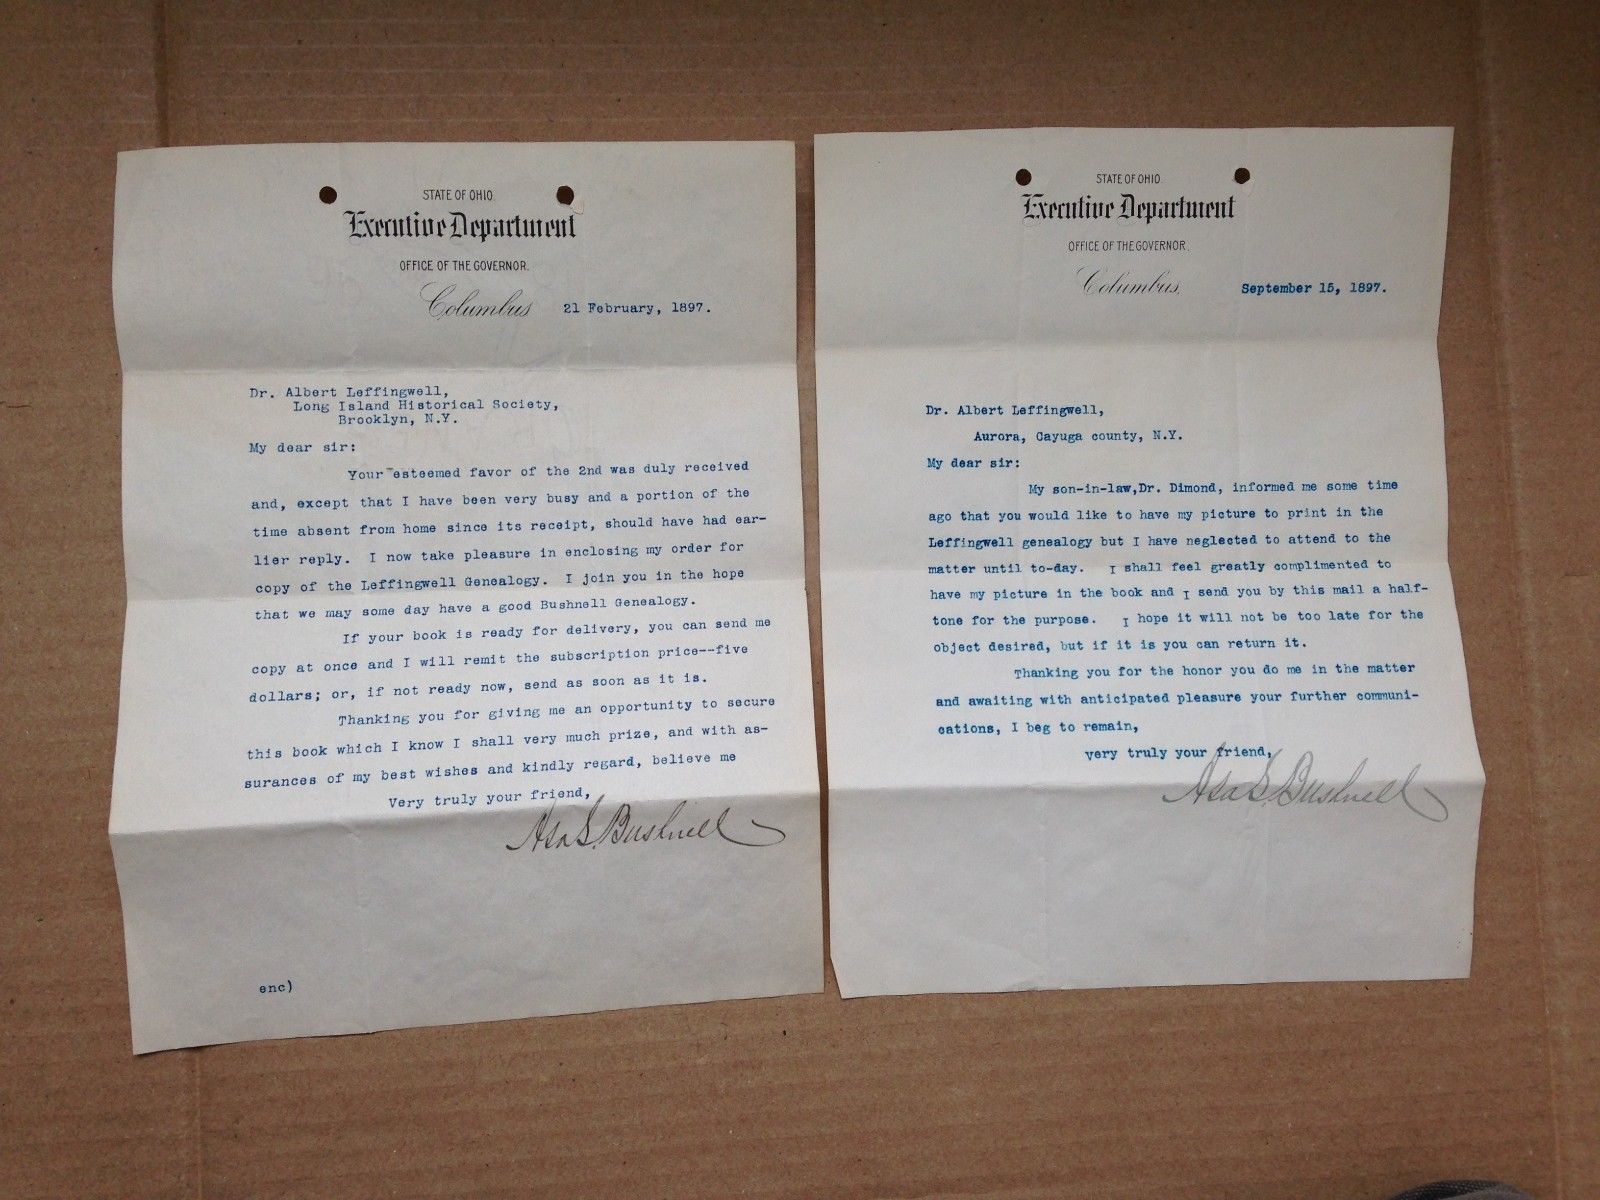 STATE OF OHIO
Executive Department
OFFICE OF THE GOVERNOR.
Columbus 21 February, 1897.
Dr. Albert Leffingwell,
Long Island Historical Society,
Brooklyn, N.Y.
My dear sir:
Your esteemed favor of the 2nd was duly received
and, except that I have been very busy and a portion of the
time absent from home since its receipt, should have had ear-
lier reply. I now take pleasure in enclosing my order for
copy of the Leffingwell Genealogy. I join you in the hope
that we may some day have a good Bushnell Genealogy.
If your book is ready for delivery, you can send me
copy at once and I will remit the subscription price--five
dollars; or, if not ready now, send as soon as it is.
Thanking you for giving me an opportunity to secure
this book which I know I shall very much prize, and with as-
surances of my best wishes and kindly regard, believe me
Very truly your friend,
Asa S. Bushnell
enc)
STATE OF OHIO
Executive Department
OFFICE OF THE GOVERNOR.
Columbus. September 15, 1897.
Dr. Albert Leffingwell,
Aurora, Cayuga county, N.Y.
My dear sir:
My son-in-law,Dr. Dimond, informed me some time
ago that you would like to have my picture to print in the
Leffingwell genealogy but I have neglected to attend to the
matter until to-day. I shall feel greatly complimented to
have my picture in the book and I send you by this mail a half-
tone for the purpose. I hope it will not be too late for the
object desired, but if it is you can return it.
Thanking you for the honor you do me in the matter
and awaiting with anticipated pleasure your further communi-
cations, I beg to remain,
very truly your friend,
Asa S. Bushnell